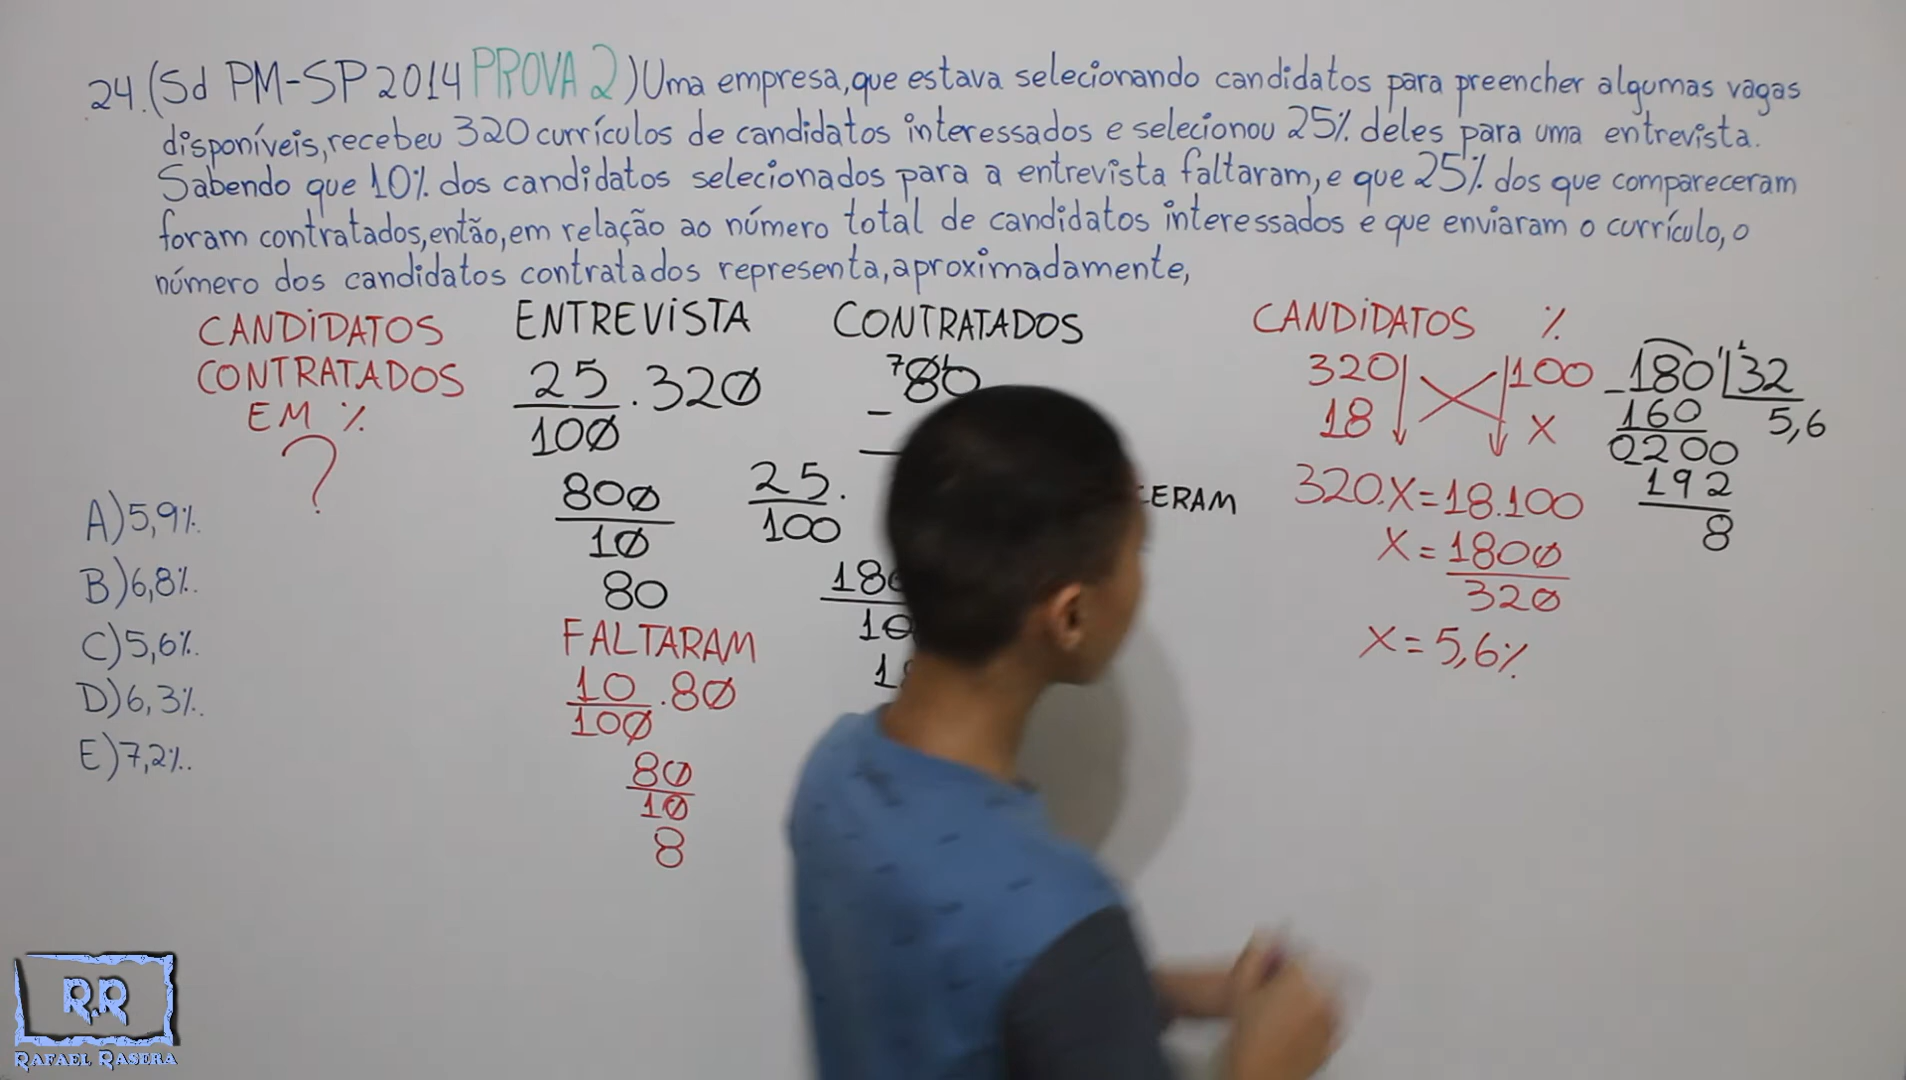 24.(Sd PM-SP 2014 PROVA 2) Uma empresa, que estava selecionando candidatos para preencher algumas vagas
disponíveis, recebeu 320 currículos de candidatos interessados e selecionou 25% deles para uma entrevista.
Sabendo que 10% dos candidatos selecionados para a entrevista faltaram, e que 25% dos que compareceram
foram contratados, então, em relação ao número total de candidatos interessados e que enviaram o currículo, o
número dos candidatos contratados representa, aproximadamente,
CANDIDATOS
CONTRATADOS
EM %
?
A) 5,9%.
B) 6,8%.
C) 5,6%.
D) 6,3%.
E) 7,2%.
ENTREVISTA
25 . 320
100
800
10
80
FALTARAM
10 . 80
100
80
10
8
CONTRATADOS
7 80
-
25 .
100
18
10
1
ERAM
CANDIDATOS %
320 100
18 X
320.X=18.100
X=1800
320
X=5,6%
-180 32
160 5,6
0200
192
8
R.R
RAFAEL RASERA